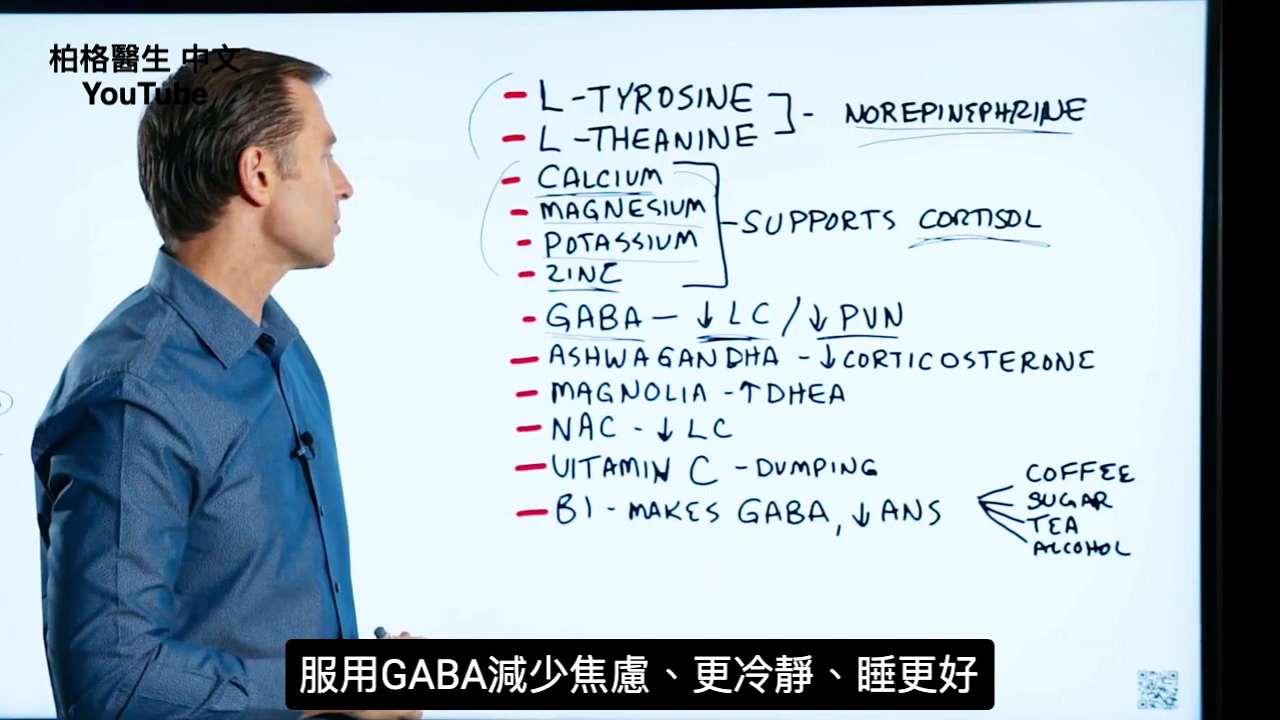 柏格醫生 中文
YouTube
L-TYROSINE
L-THEANINE
- NOREPINEPHRINE
CALCIUM
MAGNESIUM
POTASSIUM
ZINC
- SUPPORTS CORTISOL
GABA — ↓LC / ↓PVN
ASHWAGANDHA - ↓CORTICOSTERONE
MAGNOLIA - ↑DHEA
NAC - ↓LC
VITAMIN C - DUMPING
B1 - MAKES GABA, ↓ANS
COFFEE
SUGAR
TEA
ALCOHOL
服用GABA減少焦慮、更冷靜、睡更好